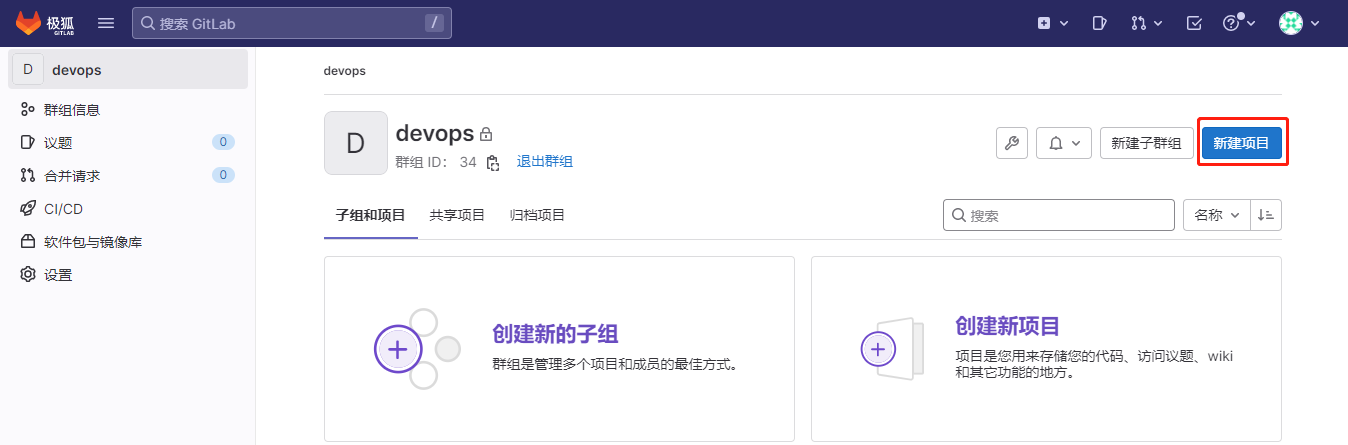 极狐
GITLAB
搜索 GitLab
/
D
devops
群组信息
议题
0
合并请求
0
CI/CD
软件包与镜像库
设置
devops
D
devops
群组 ID： 34
退出群组
新建子群组
新建项目
子组和项目
共享项目
归档项目
搜索
名称
创建新的子组
群组是管理多个项目和成员的最佳方式。
创建新项目
项目是您用来存储您的代码、访问议题、wiki
和其它功能的地方。